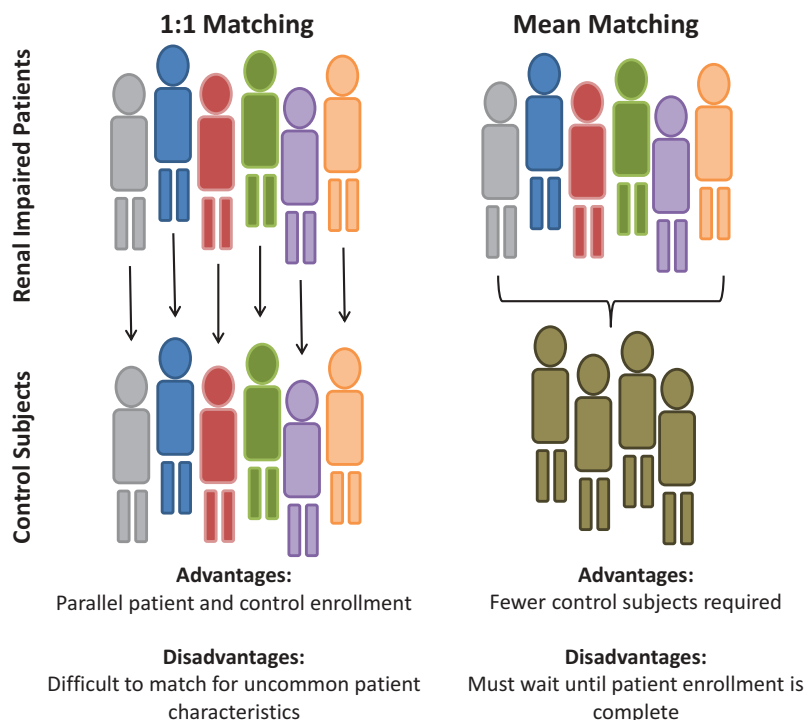 1:1 Matching
Mean Matching
Renal Impaired Patients
Control Subjects
Advantages:
Parallel patient and control enrollment
Disadvantages:
Difficult to match for uncommon patient
characteristics
Advantages:
Fewer control subjects required
Disadvantages:
Must wait until patient enrollment is
complete